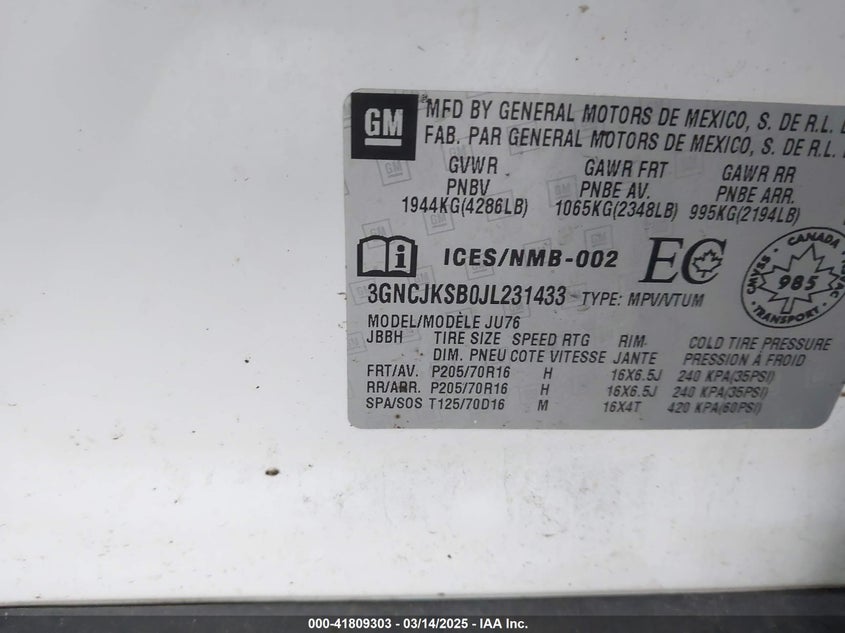 GM
MFD BY GENERAL MOTORS DE MEXICO, S. DE R.L.
FAB. PAR GENERAL MOTORS DE MEXICO, S. DE R.L.
GVWR GAWR FRT GAWR RR
PNBV PNBE AV. PNBE ARR.
1944KG(4286LB) 1065KG(2348LB) 995KG(2194LB)
ICES/NMB-002 EC
CANADA
CMVSS
985
TRANSPORT
3GNCJKSB0JL231433 TYPE: MPV/VTUM
MODEL/MODÈLE JU76
JBBH TIRE SIZE SPEED RTG RIM COLD TIRE PRESSURE
DIM. PNEU COTE VITESSE JANTE PRESSION À FROID
FRT/AV. P205/70R16 H 16X6.5J 240 KPA(35PSI)
RR/ARR. P205/70R16 H 16X6.5J 240 KPA(35PSI)
SPA/SOS T125/70D16 M 16X4T 420 KPA(60PSI)
000-41809303 - 03/14/2025 - IAA Inc.